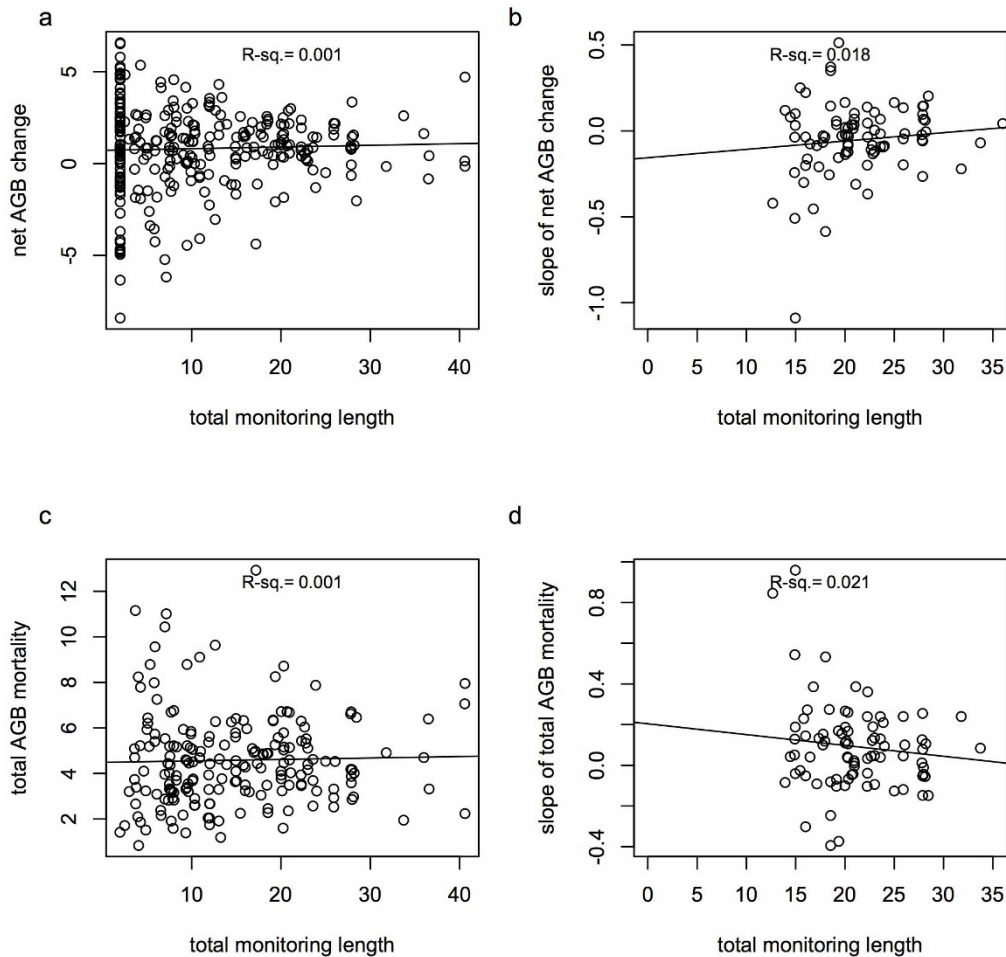 a
R-sq.= 0.001
net AGB change
5
0
-5
10 20 30 40
total monitoring length
b
R-sq.= 0.018
slope of net AGB change
0.5
0.0
-0.5
-1.0
0 5 10 15 20 25 30 35
total monitoring length
c
R-sq.= 0.001
total AGB mortality
12
10
8
6
4
2
10 20 30 40
total monitoring length
d
R-sq.= 0.021
slope of total AGB mortality
0.8
0.4
0.0
-0.4
0 5 10 15 20 25 30 35
total monitoring length